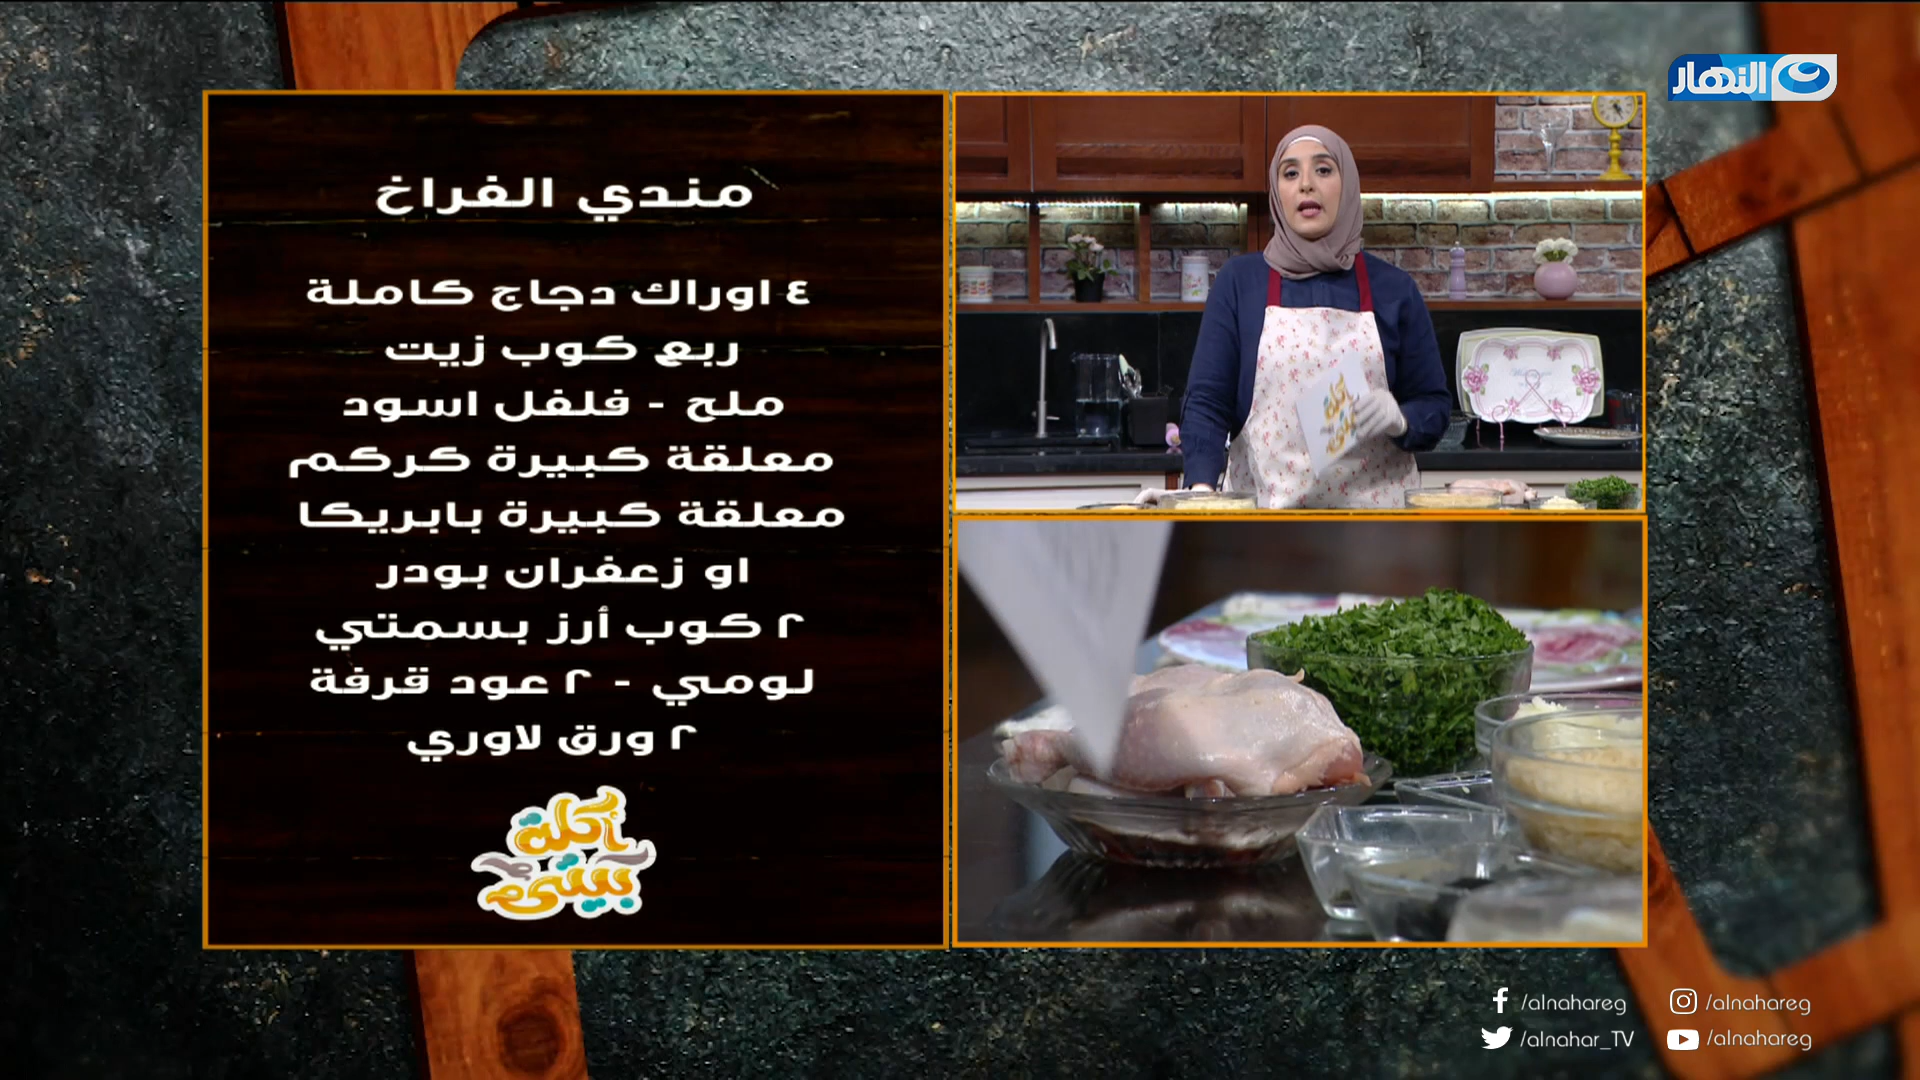 النهار
مندي الفراخ
٤ اوراك دجاج كاملة
ربع كوب زيت
ملح - فلفل اسود
معلقة كبيرة كركم
معلقة كبيرة بابريكا
او زعفران بودر
٢ كوب أرز بسمتي
لومي - ٢ عود قرفة
٢ ورق لاوري
أكلة
بيتي
/alnahareg
/alnahareg
/alnahar_TV
/alnahareg